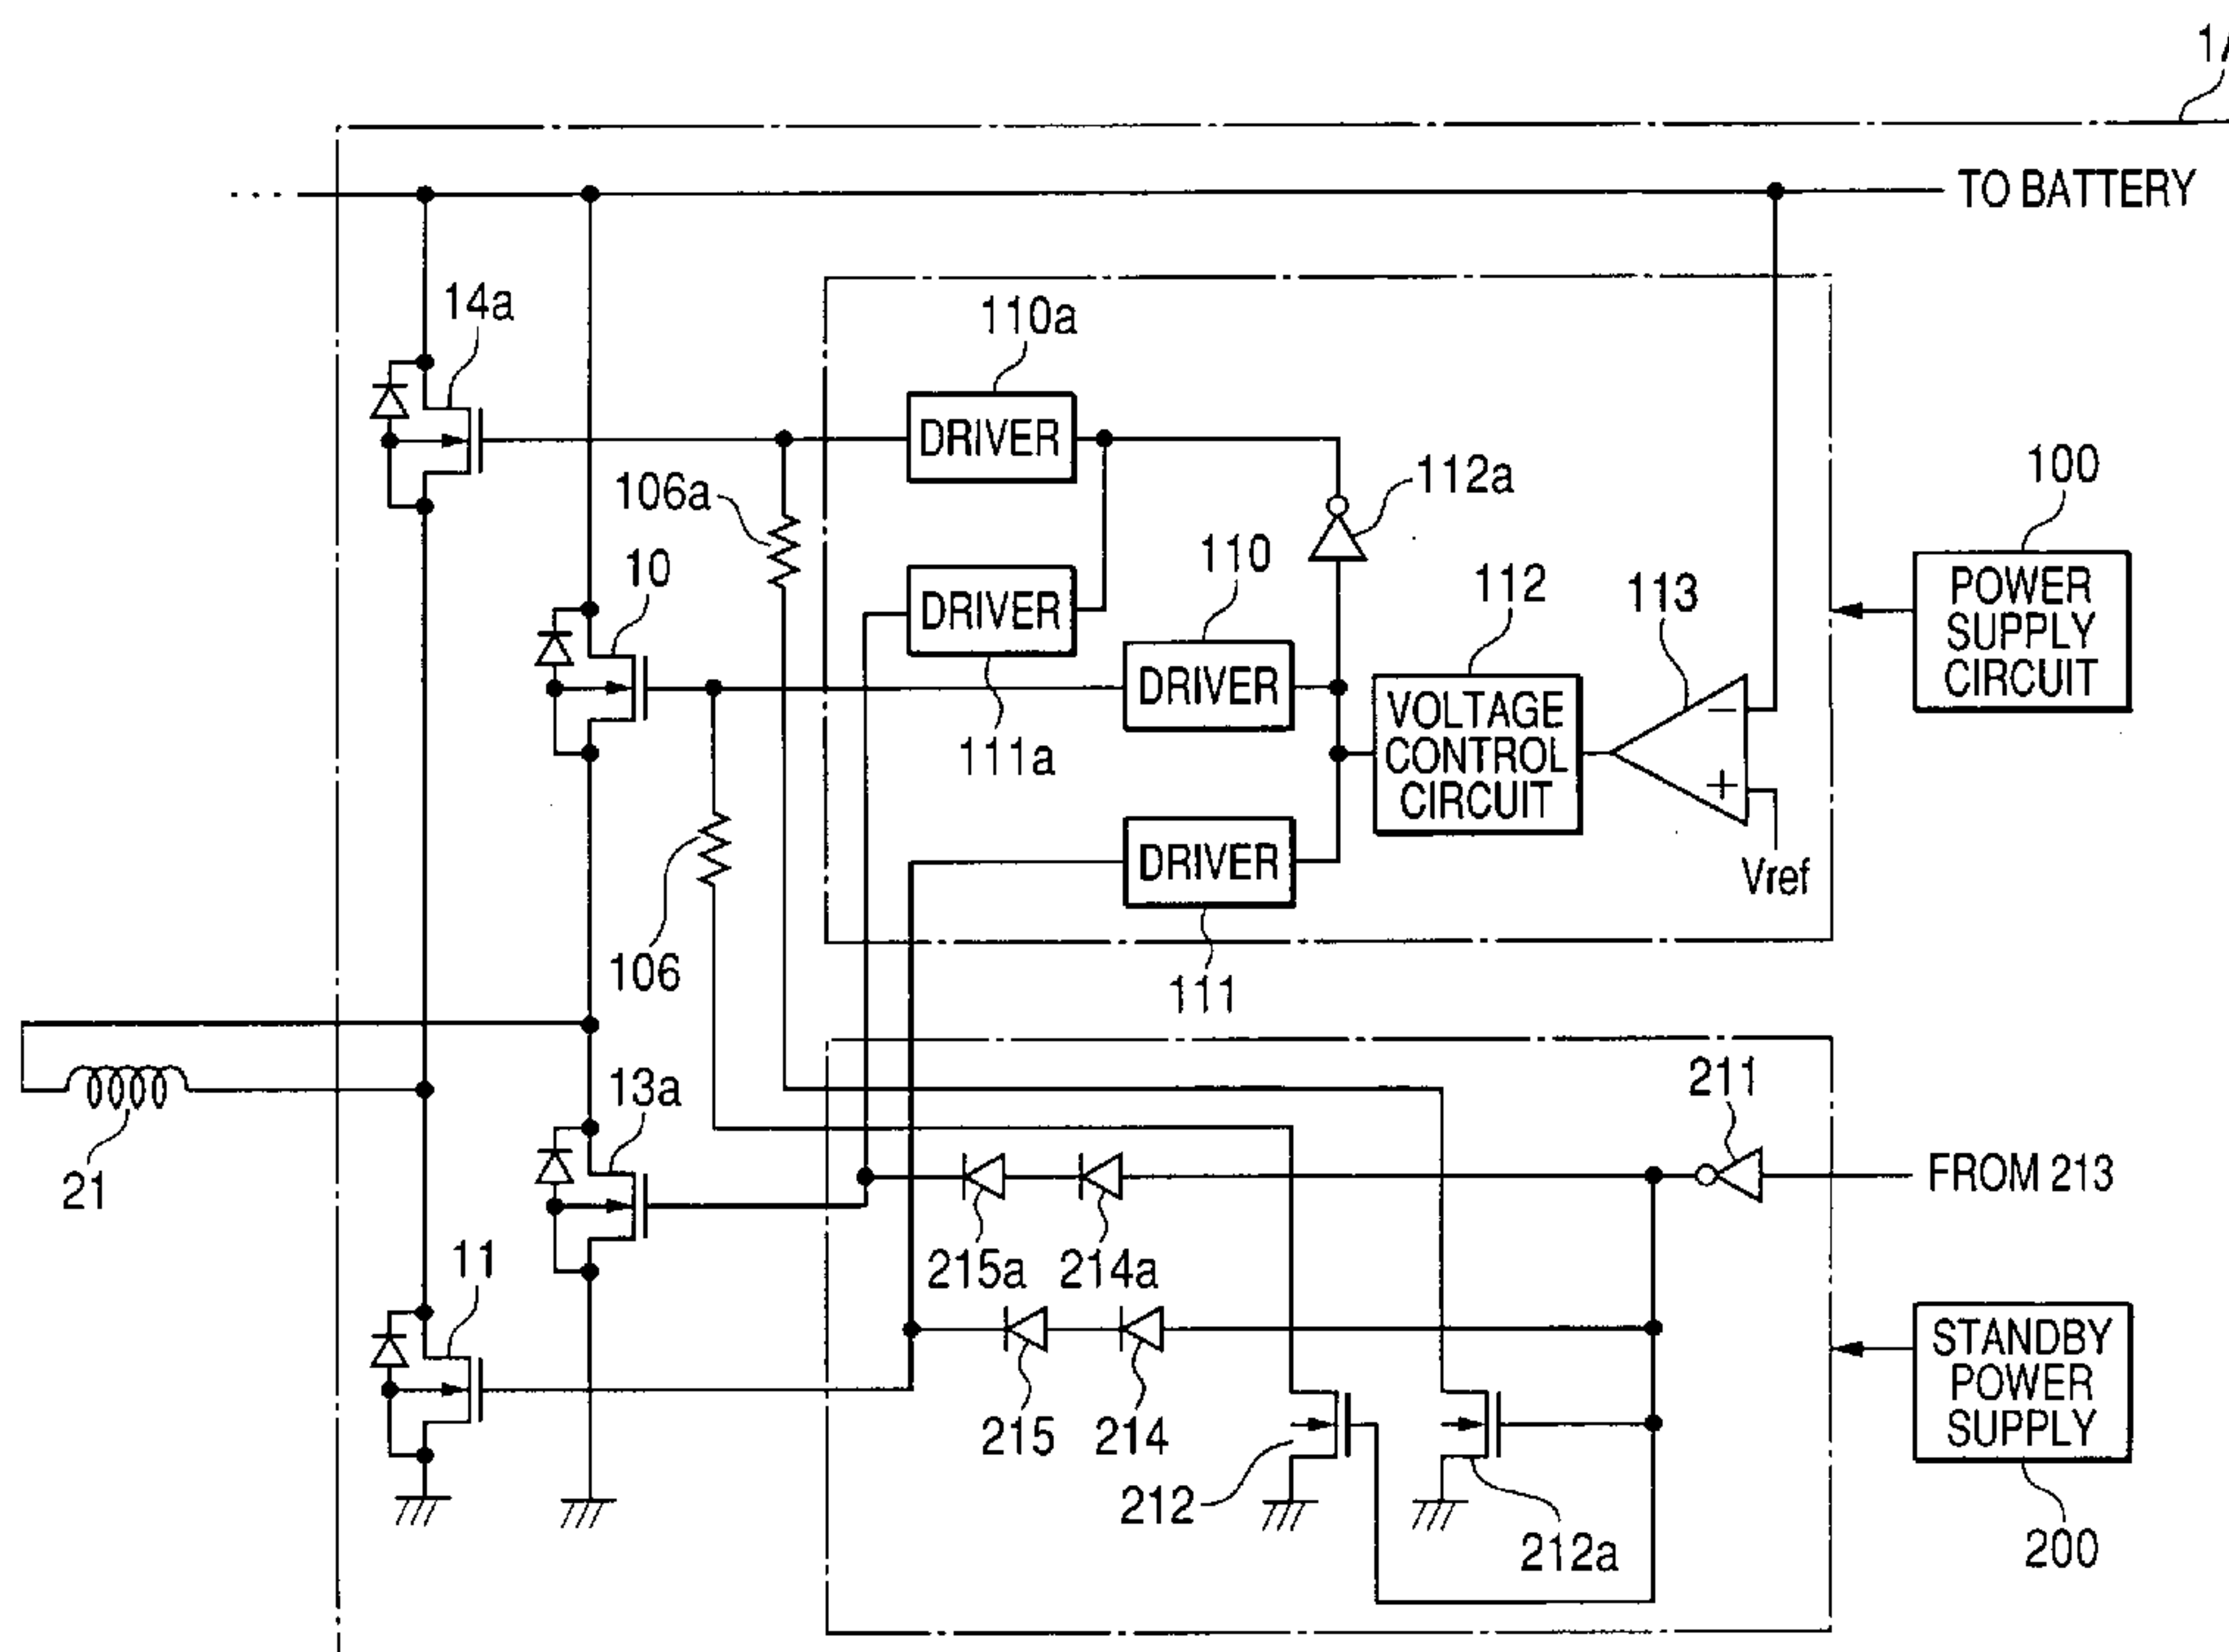 1A
... TO BATTERY
14a
110a
DRIVER
106a
112a
100
10
110
112
113
POWER
SUPPLY
CIRCUIT
DRIVER
DRIVER
VOLTAGE
CONTROL
CIRCUIT
−
+
111a
DRIVER
Vref
106
111
211
13a
21
FROM 213
11
215a
214a
STANDBY
POWER
SUPPLY
215
214
212
212a
200